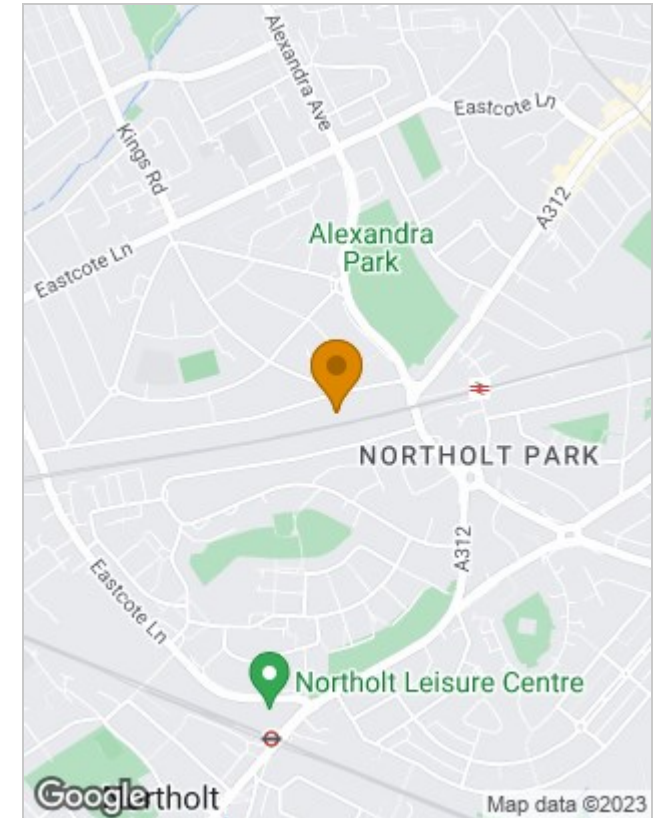 Alexandra Ave
Eastcote Ln
Kings Rd
A312
Alexandra
Park
Eastcote Ln
NORTHOLT PARK
A312
Eastcote Ln
Northolt Leisure Centre
Google
Map data ©2023